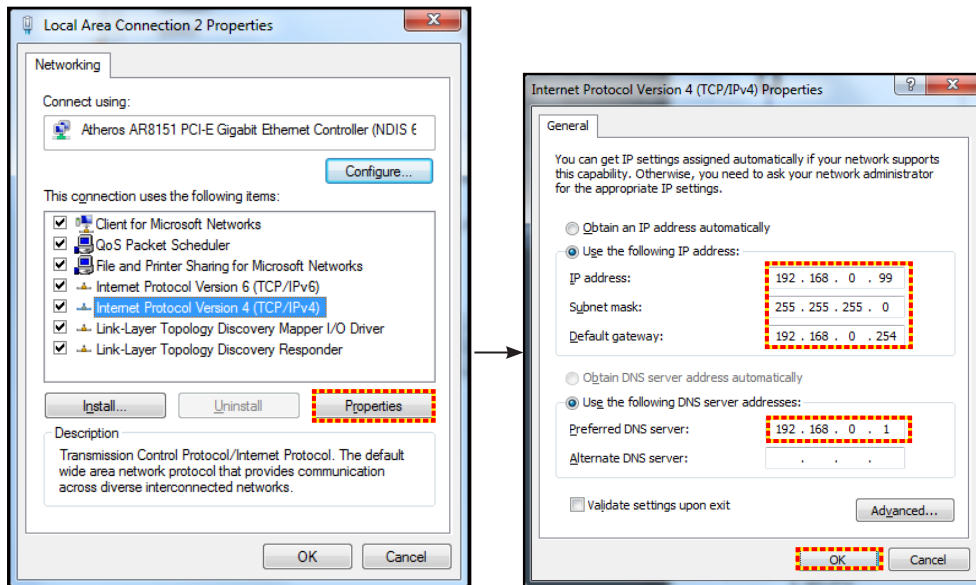 Local Area Connection 2 Properties
Networking
Connect using:
Atheros AR8151 PCI-E Gigabit Ethernet Controller (NDIS 6
Configure...
This connection uses the following items:
Client for Microsoft Networks
QoS Packet Scheduler
File and Printer Sharing for Microsoft Networks
Internet Protocol Version 6 (TCP/IPv6)
Internet Protocol Version 4 (TCP/IPv4)
Link-Layer Topology Discovery Mapper I/O Driver
Link-Layer Topology Discovery Responder
Install...
Uninstall
Properties
Description
Transmission Control Protocol/Internet Protocol. The default
wide area network protocol that provides communication
across diverse interconnected networks.
OK
Cancel
Internet Protocol Version 4 (TCP/IPv4) Properties
General
You can get IP settings assigned automatically if your network supports
this capability. Otherwise, you need to ask your network administrator
for the appropriate IP settings.
Obtain an IP address automatically
Use the following IP address:
IP address: 192 . 168 . 0 . 99
Subnet mask: 255 . 255 . 255 . 0
Default gateway: 192 . 168 . 0 . 254
Obtain DNS server address automatically
Use the following DNS server addresses:
Preferred DNS server: 192 . 168 . 0 . 1
Alternate DNS server: . . .
Validate settings upon exit
Advanced...
OK
Cancel